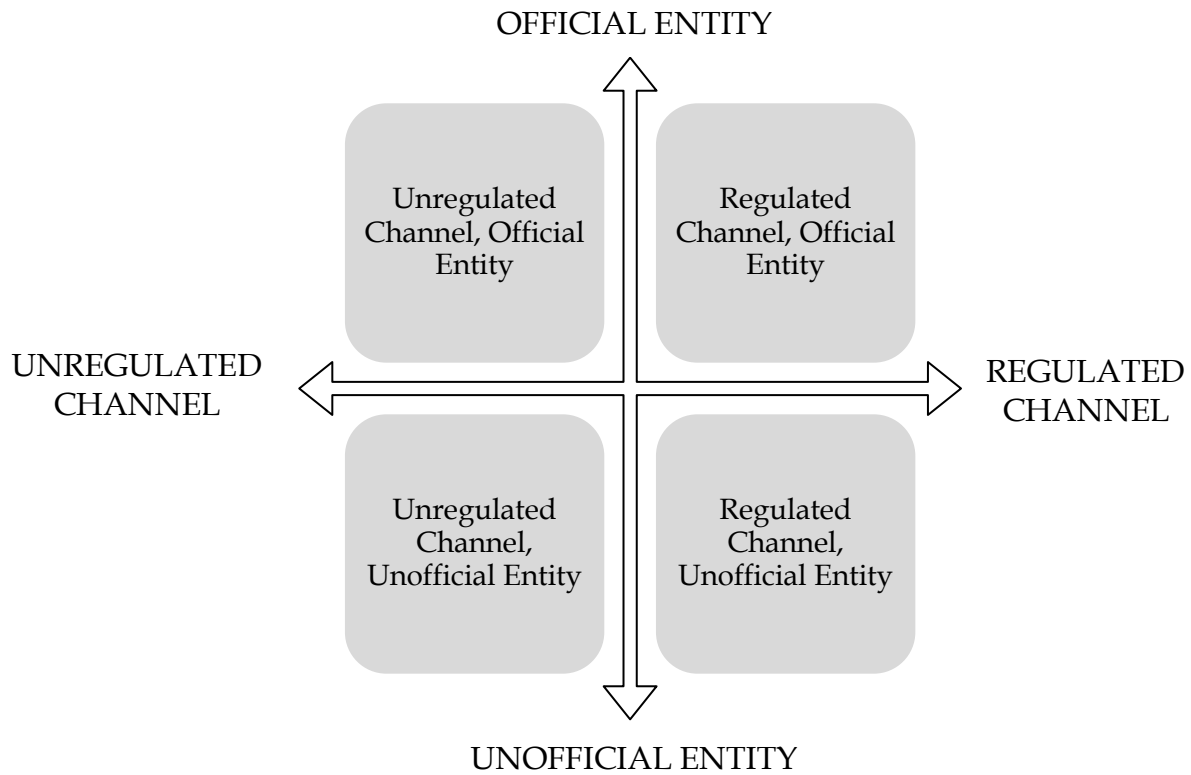 OFFICIAL ENTITY
Unregulated
Channel, Official
Entity
Regulated
Channel, Official
Entity
UNREGULATED
CHANNEL
REGULATED
CHANNEL
Unregulated
Channel,
Unofficial Entity
Regulated
Channel,
Unofficial Entity
UNOFFICIAL ENTITY